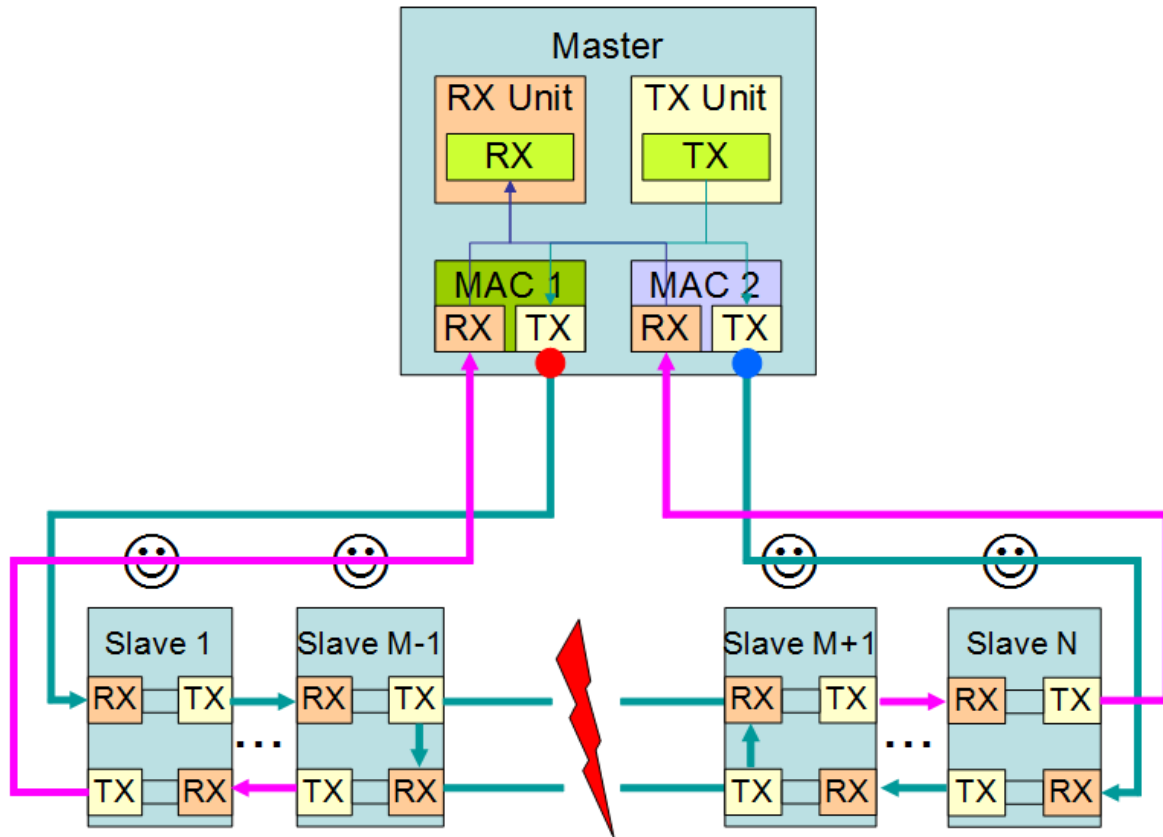 Master
RX Unit
TX Unit
RX
TX
MAC 1
MAC 2
RX
TX
RX
TX
Slave 1
Slave M-1
Slave M+1
Slave N
RX
TX
RX
TX
RX
TX
RX
TX
...
...
TX
RX
TX
RX
TX
RX
TX
RX